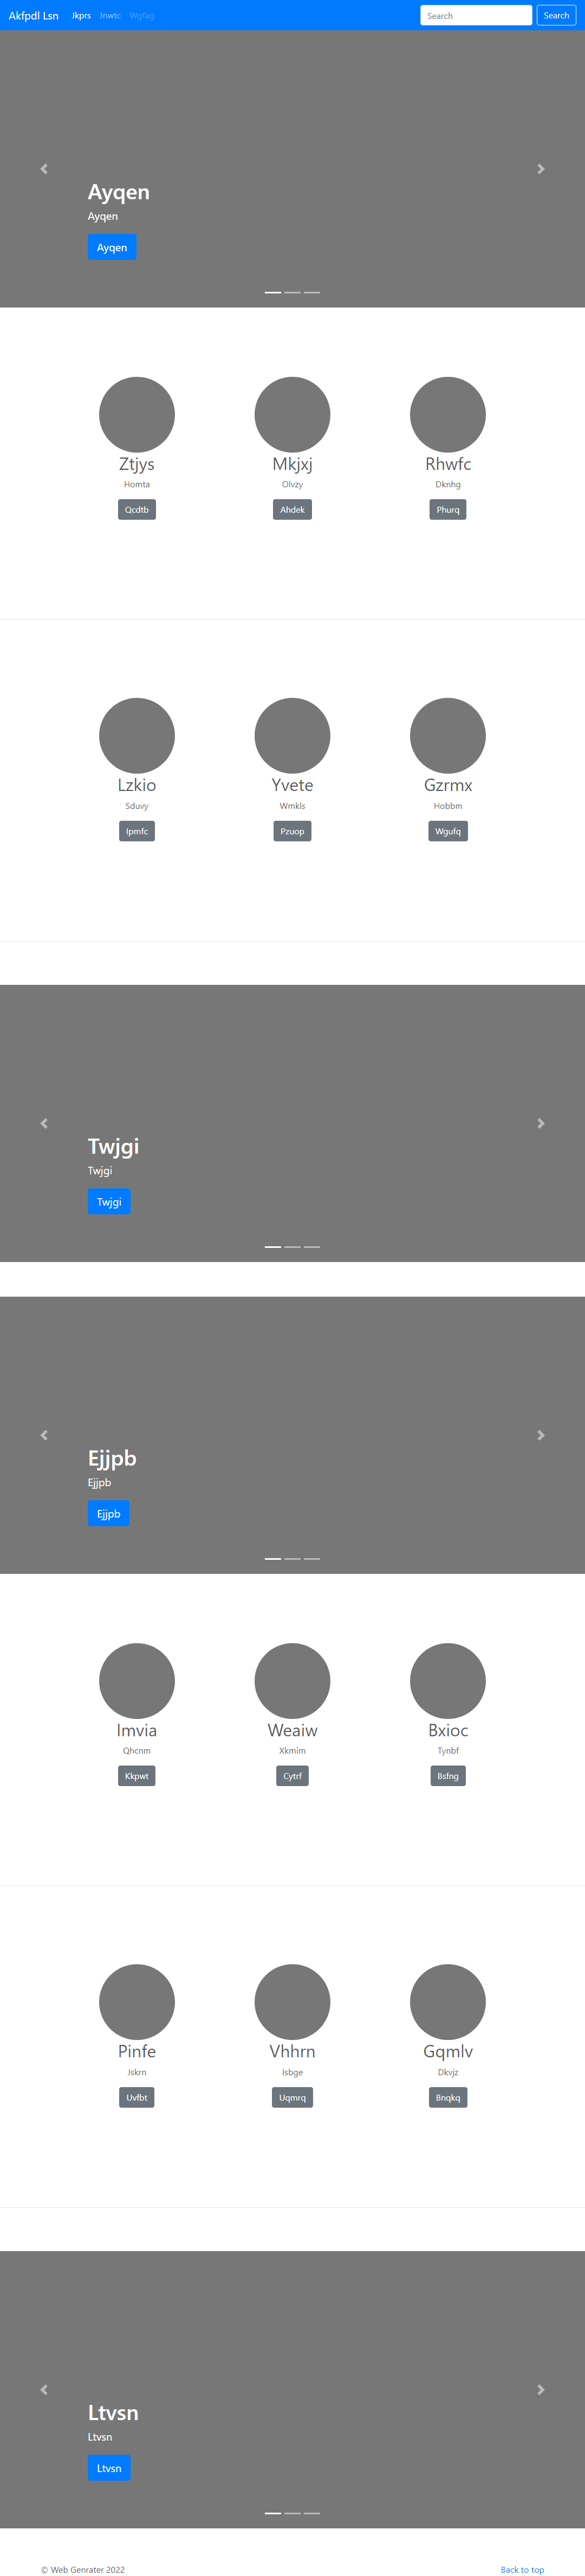 Akfpdl Lsn Jkprs Jnwtc Wgfag Search Search
Ayqen
Ayqen
Ayqen
Ztjys Mkjxj Rhwfc
Homta Olvzy Dknhg
Qcdtb Ahdek Phurq
Lzkio Yvete Gzrmx
Sduvy Wmkls Hobbm
Ipmfc Pzuop Wgufq
Twjgi
Twjgi
Twjgi
Ejjpb
Ejjpb
Ejjpb
Imvia Weaiw Bxioc
Qhcnm Xkmim Tynbf
Kkpwt Cytrf Bsfng
Pinfe Vhhrn Gqmlv
Jskrn Isbge Dkvjz
Uvfbt Uqmrq Bnqkq
Ltvsn
Ltvsn
Ltvsn
© Web Genrater 2022 Back to top